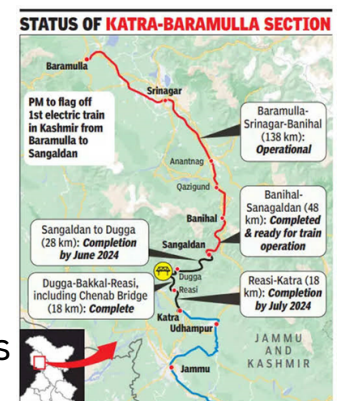 STATUS OF KATRA-BARAMULLA SECTION
Baramulla
Srinagar
PM to flag off
1st electric train
in Kashmir from
Baramulla to
Sangaldan
Baramulla-
Srinagar-Banihal
(138 km):
Operational
Anantnag
Qazigund
Banihal
Banihal-
Sanagaldan (48
km): Completed
& ready for train
operation
Sangaldan to Dugga
(28 km): Completion
by June 2024
Sangaldan
Dugga
Dugga-Bakkal-Reasi,
including Chenab Bridge
(18 km): Complete
Reasi
Reasi-Katra (18
km): Completion
by July 2024
Katra
Udhampur
JAMMU
AND
KASHMIR
Jammu
s